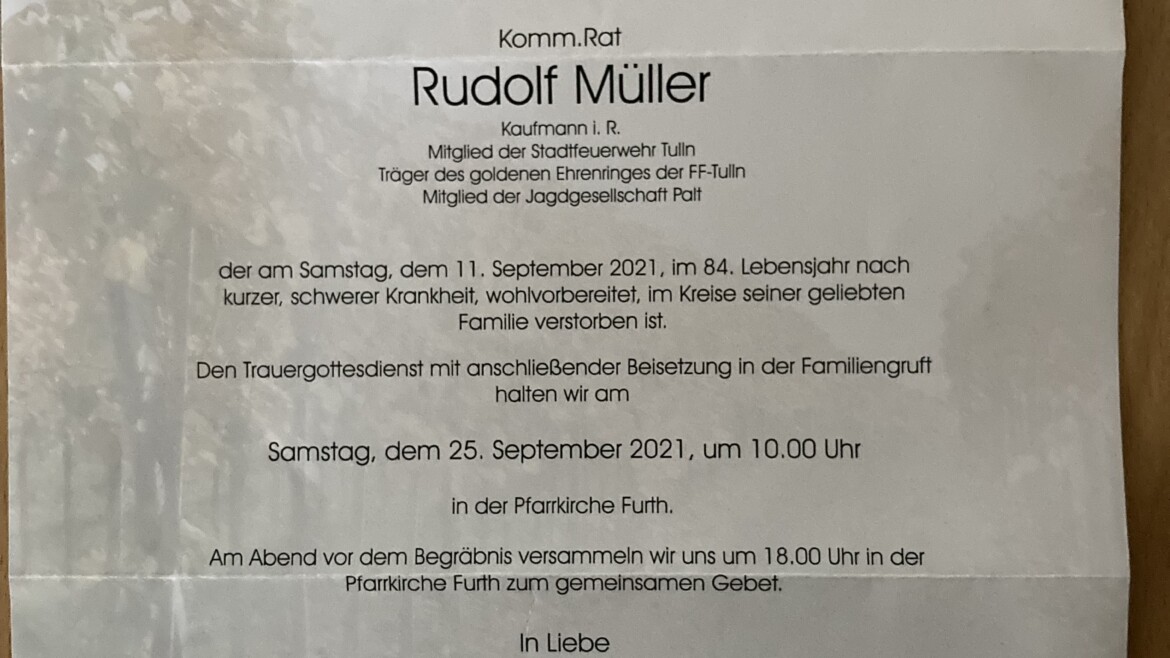 Komm.Rat
Rudolf Müller
Kaufmann i. R.
Mitglied der Stadtfeuerwehr Tulln
Träger des goldenen Ehrenringes der FF-Tulln
Mitglied der Jagdgesellschaft Palt
der am Samstag, dem 11. September 2021, im 84. Lebensjahr nach
kurzer, schwerer Krankheit, wohlvorbereitet, im Kreise seiner geliebten
Familie verstorben ist.
Den Trauergottesdienst mit anschließender Beisetzung in der Familiengruft
halten wir am
Samstag, dem 25. September 2021, um 10.00 Uhr
in der Pfarrkirche Furth.
Am Abend vor dem Begräbnis versammeln wir uns um 18.00 Uhr in der
Pfarrkirche Furth zum gemeinsamen Gebet.
In Liebe